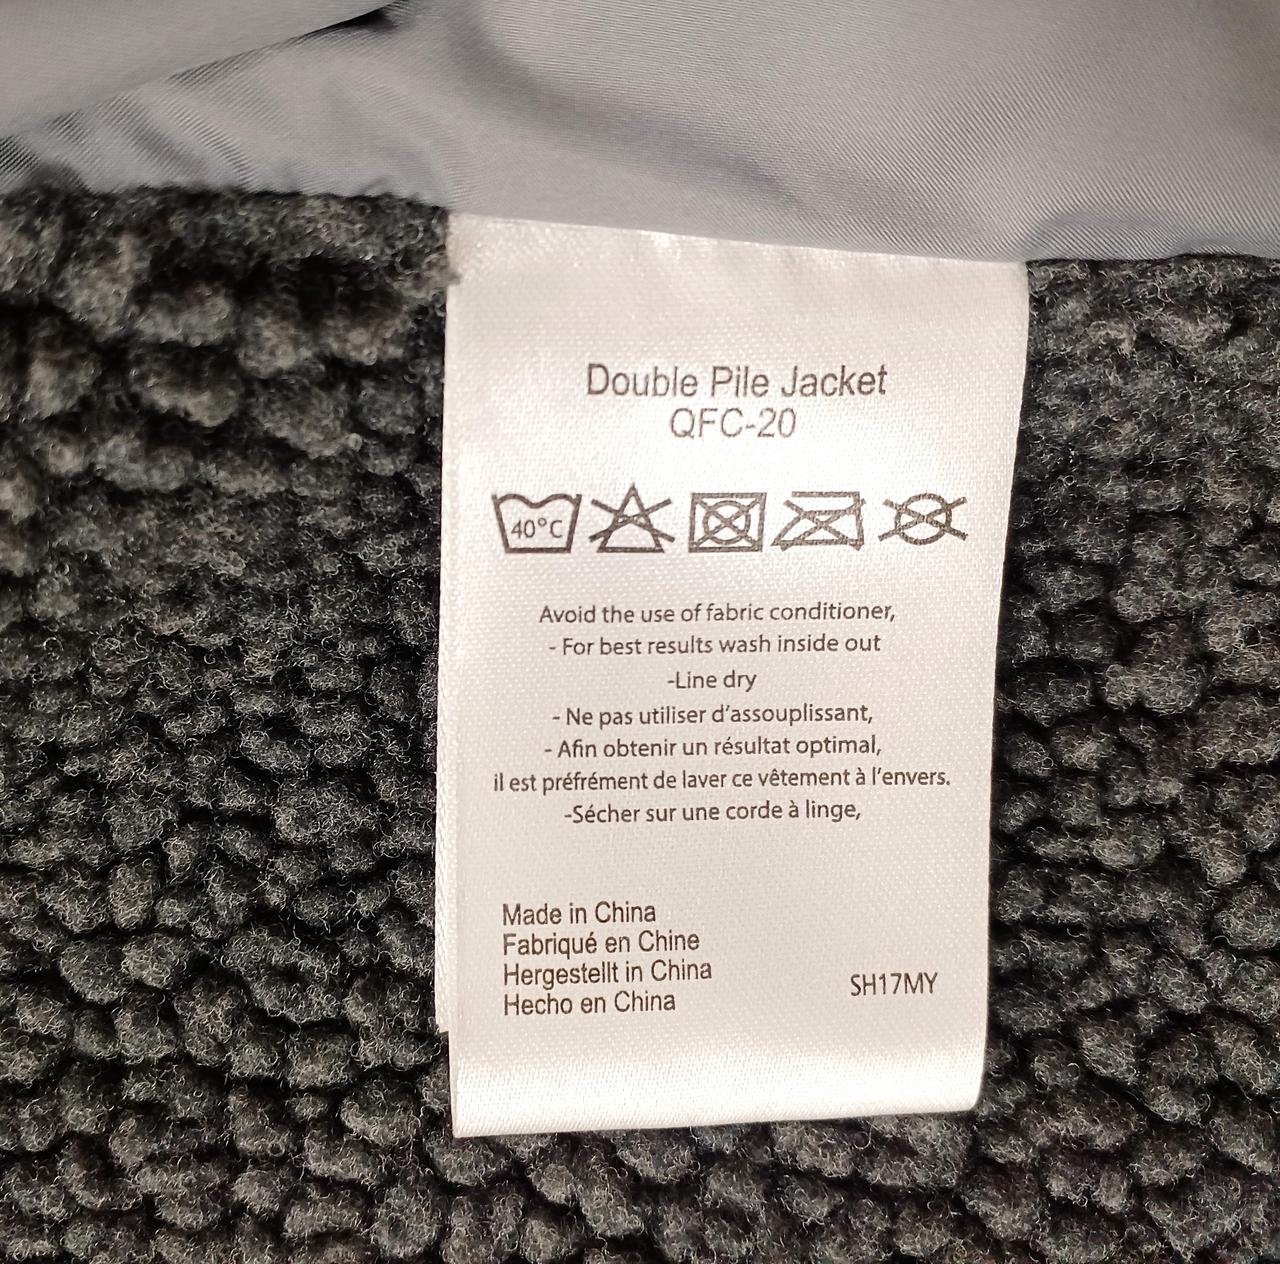 Double Pile Jacket
QFC-20
40°C
Avoid the use of fabric conditioner,
- For best results wash inside out
-Line dry
- Ne pas utiliser d'assouplissant,
- Afin obtenir un résultat optimal,
il est préfrément de laver ce vêtement à l'envers.
-Sécher sur une corde à linge,
Made in China
Fabriqué en Chine
Hergestellt in China
Hecho en China
SH17MY